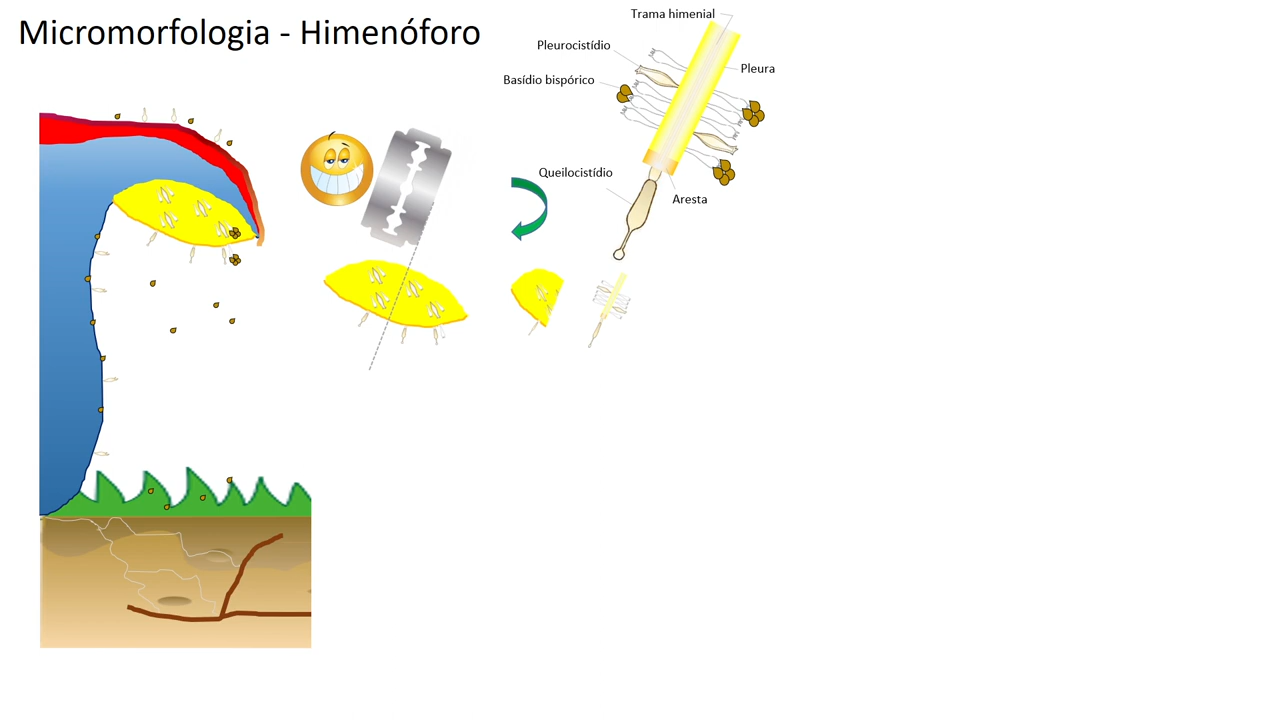 Micromorfologia - Himenóforo
Trama himenial
Pleurocistídio
Pleura
Basídio bispórico
Queilocistídio
Aresta